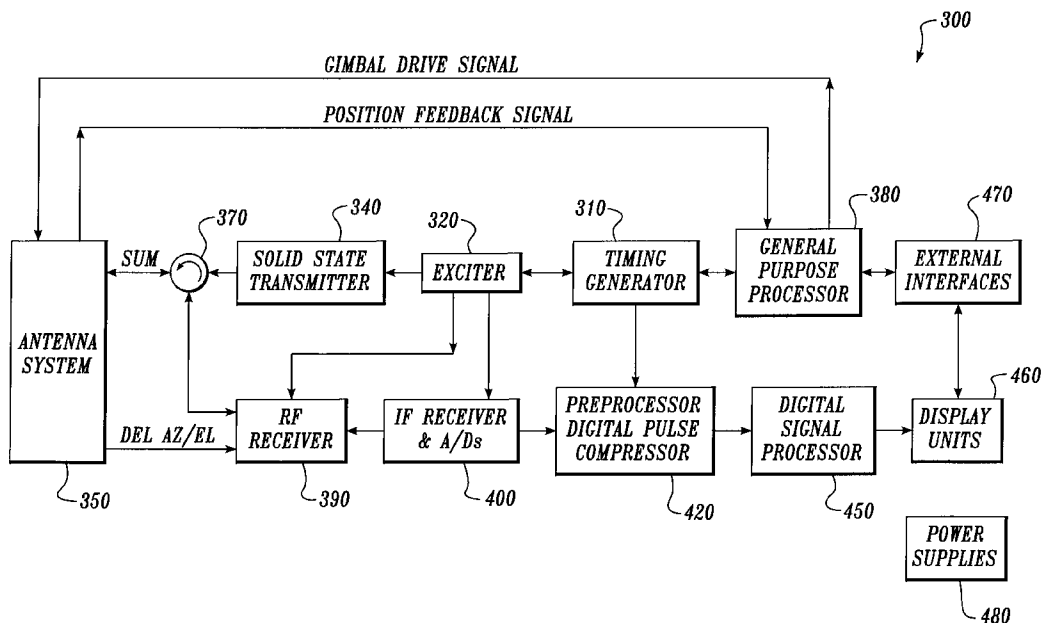 300
GIMBAL DRIVE SIGNAL
POSITION FEEDBACK SIGNAL
370
340
320
310
380
470
ANTENNA
SYSTEM
SUM
SOLID STATE
TRANSMITTER
EXCITER
TIMING
GENERATOR
GENERAL
PURPOSE
PROCESSOR
EXTERNAL
INTERFACES
DEL AZ/EL
RF
RECEIVER
IF RECEIVER
& A/Ds
PREPROCESSOR
DIGITAL PULSE
COMPRESSOR
DIGITAL
SIGNAL
PROCESSOR
460
DISPLAY
UNITS
350
390
400
420
450
POWER
SUPPLIES
480